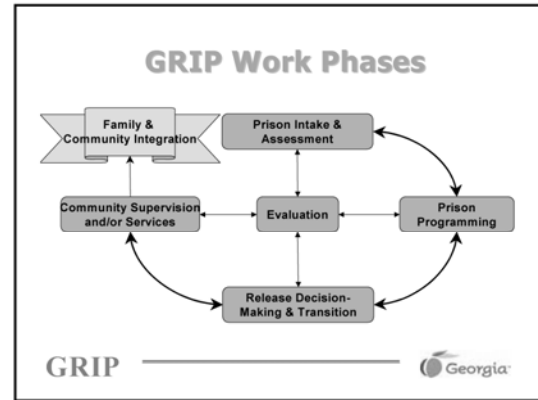 GRIP Work Phases
Family &
Community Integration
Prison Intake &
Assessment
Community Supervision
and/or Services
Evaluation
Prison
Programming
Release Decision-
Making & Transition
GRIP
Georgia